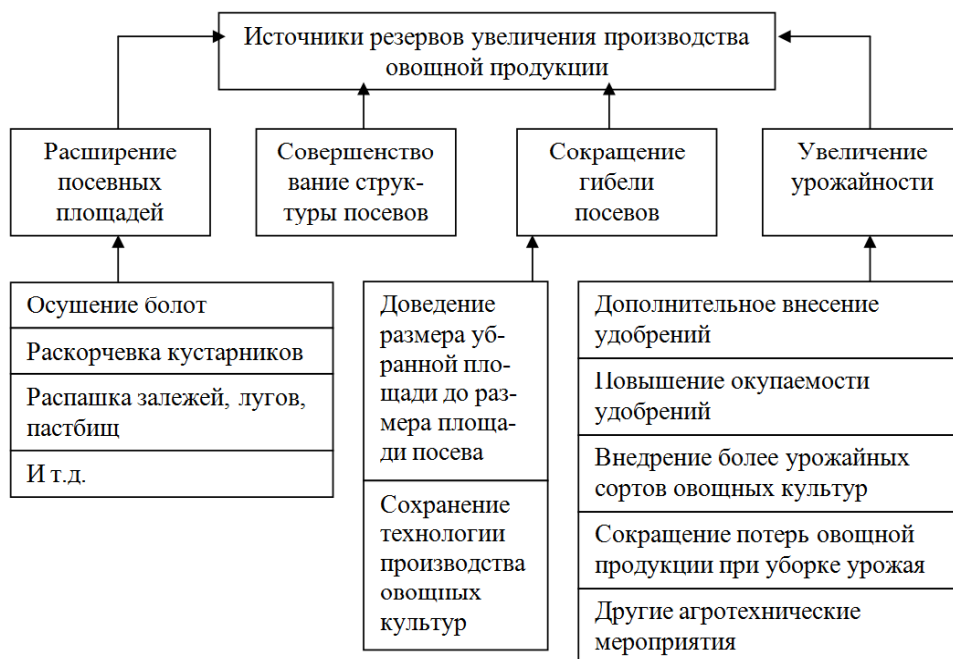 Источники резервов увеличения производства
овощной продукции
Расширение
посевных
площадей
Совершенство
вание струк-
туры посевов
Сокращение
гибели
посевов
Увеличение
урожайности
Осушение болот
Раскорчевка кустарников
Распашка залежей, лугов,
пастбищ
И т.д.
Доведение
размера уб-
ранной пло-
щади до раз-
мера площа-
ди посева
Сохранение
технологии
производства
овощных
культур
Дополнительное внесение
удобрений
Повышение окупаемости
удобрений
Внедрение более урожайных
сортов овощных культур
Сокращение потерь овощной
продукции при уборке урожая
Другие агротехнические
мероприятия